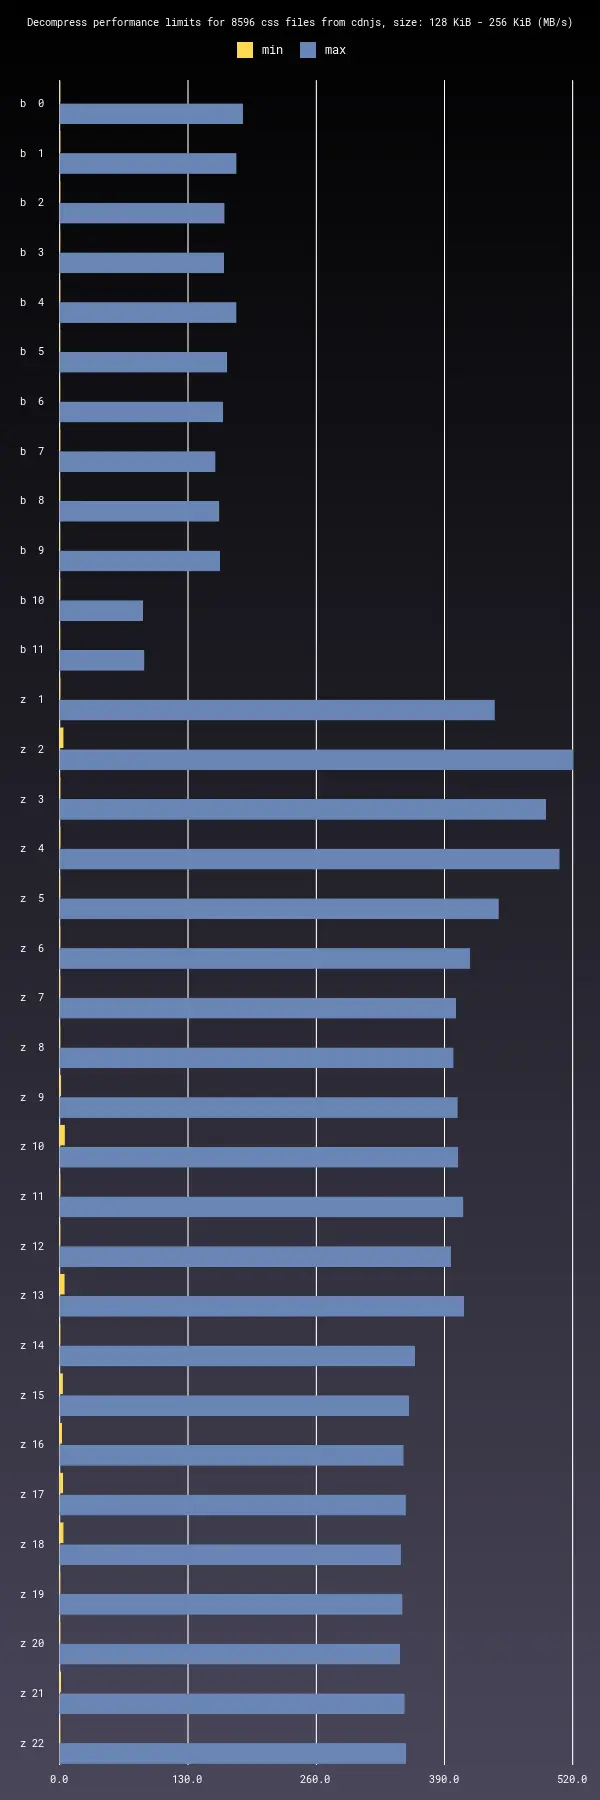 Decompress performance limits for 8596 css files from cdnjs, size: 128 KiB - 256 KiB (MB/s)
min max
b 0
b 1
b 2
b 3
b 4
b 5
b 6
b 7
b 8
b 9
b 10
b 11
z 1
z 2
z 3
z 4
z 5
z 6
z 7
z 8
z 9
z 10
z 11
z 12
z 13
z 14
z 15
z 16
z 17
z 18
z 19
z 20
z 21
z 22
0.0 130.0 260.0 390.0 520.0